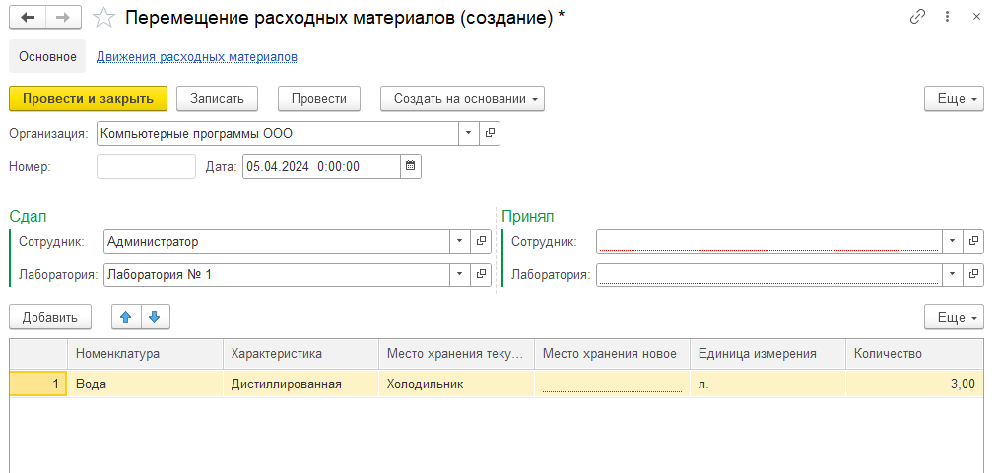 Перемещение расходных материалов (создание) *
Основное Движения расходных материалов
Провести и закрыть Записать Провести Создать на основании Еще
Организация: Компьютерные программы ООО
Номер: Дата: 05.04.2024 0:00:00
Сдал Принял
Сотрудник: Администратор Сотрудник:
Лаборатория: Лаборатория № 1 Лаборатория:
Добавить Еще
Номенклатура Характеристика Место хранения теку... Место хранения новое Единица измерения Количество
1 Вода Дистиллированная Холодильник л. 3,00